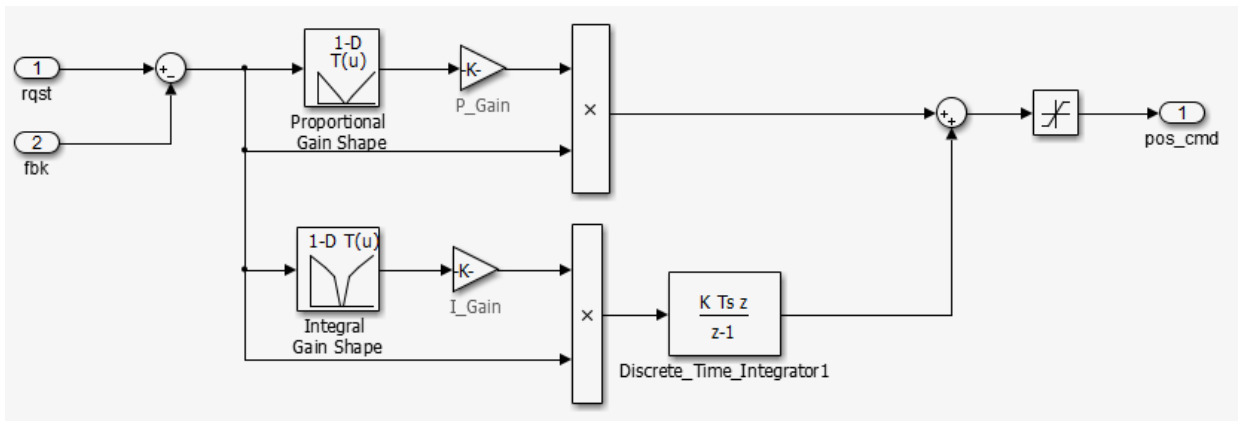 1
rqst
2
fbk
+
-
1-D
T(u)
Proportional
Gain Shape
-K-
P_Gain
×
1-D T(u)
Integral
Gain Shape
-K-
I_Gain
×
K Ts z
z-1
Discrete_Time_Integrator1
+
+
1
pos_cmd